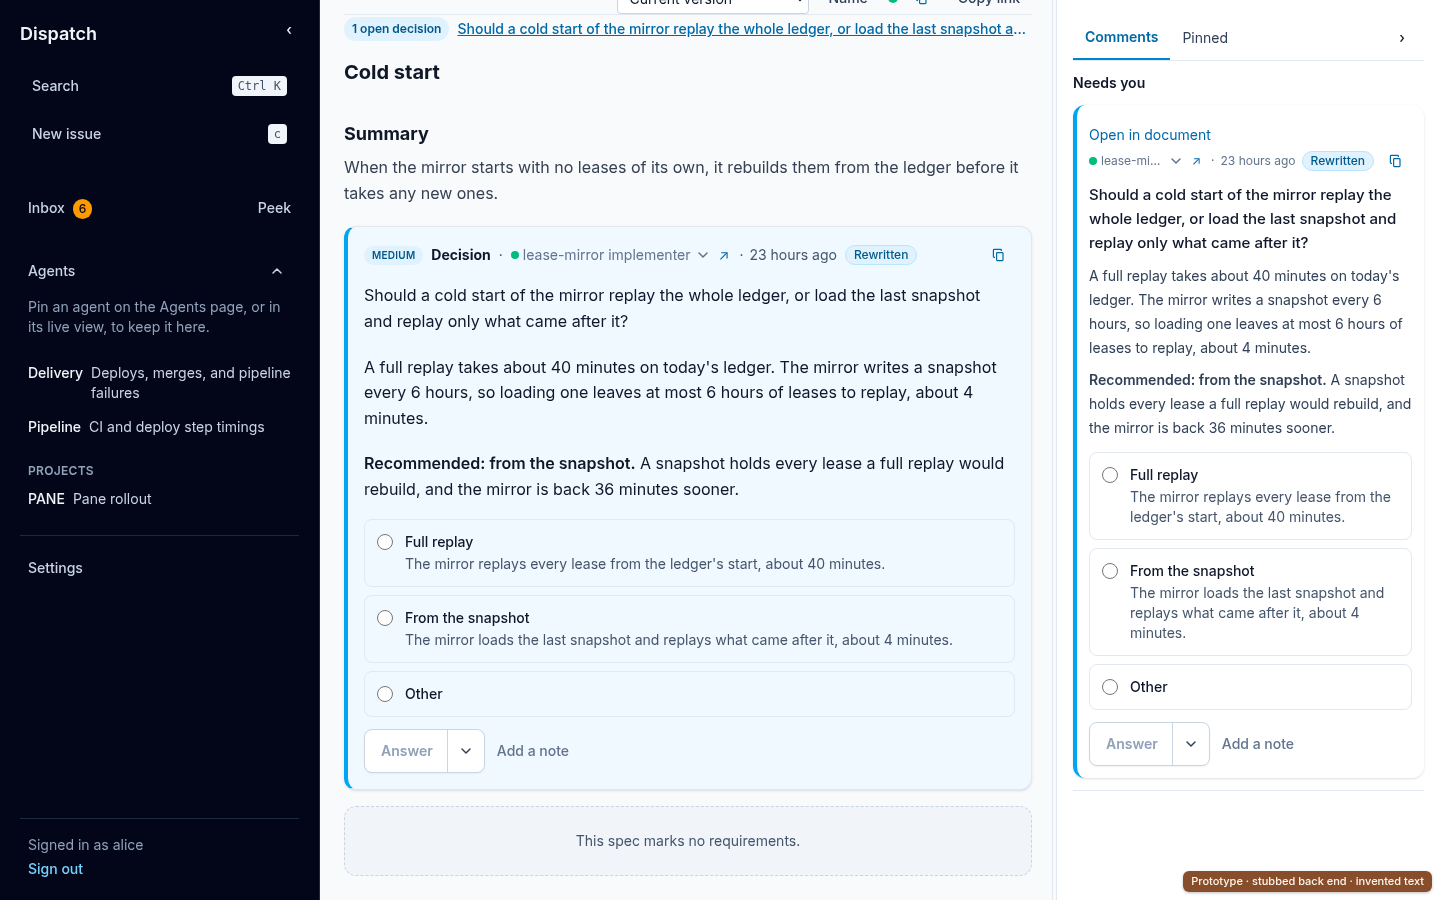 Dispatch
Search
Ctrl K
New issue
c
Inbox 6
Peek
Agents
Pin an agent on the Agents page, or in
its live view, to keep it here.
Delivery Deploys, merges, and pipeline
failures
Pipeline CI and deploy step timings
PROJECTS
PANE Pane rollout
Settings
Signed in as alice
Sign out
1 open decision Should a cold start of the mirror replay the whole ledger, or load the last snapshot a...
Cold start
Summary
When the mirror starts with no leases of its own, it rebuilds them from the ledger before it
takes any new ones.
MEDIUM Decision · lease-mirror implementer · 23 hours ago Rewritten
Should a cold start of the mirror replay the whole ledger, or load the last snapshot
and replay only what came after it?
A full replay takes about 40 minutes on today's ledger. The mirror writes a snapshot
every 6 hours, so loading one leaves at most 6 hours of leases to replay, about 4
minutes.
Recommended: from the snapshot. A snapshot holds every lease a full replay would
rebuild, and the mirror is back 36 minutes sooner.
Full replay
The mirror replays every lease from the ledger's start, about 40 minutes.
From the snapshot
The mirror loads the last snapshot and replays what came after it, about 4 minutes.
Other
Answer
Add a note
This spec marks no requirements.
Comments
Pinned
Needs you
Open in document
lease-mi... · 23 hours ago Rewritten
Should a cold start of the mirror replay the
whole ledger, or load the last snapshot and
replay only what came after it?
A full replay takes about 40 minutes on today's
ledger. The mirror writes a snapshot every 6
hours, so loading one leaves at most 6 hours of
leases to replay, about 4 minutes.
Recommended: from the snapshot. A snapshot
holds every lease a full replay would rebuild, and
the mirror is back 36 minutes sooner.
Full replay
The mirror replays every lease from the
ledger's start, about 40 minutes.
From the snapshot
The mirror loads the last snapshot and
replays what came after it, about 4
minutes.
Other
Answer
Add a note
Prototype · stubbed back end · invented text